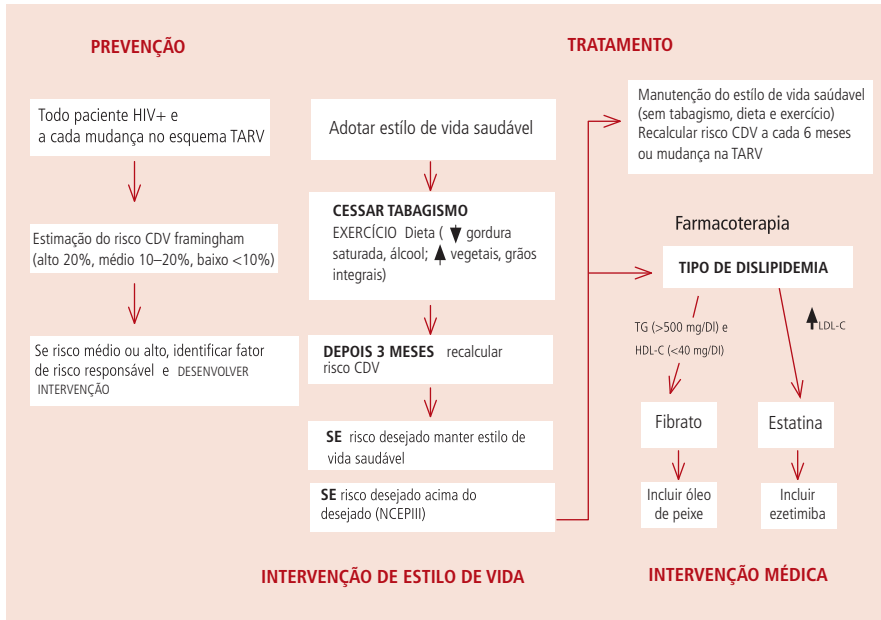 PREVENÇÃO
Todo paciente HIV+ e
a cada mudança no esquema TARV
Estimação do risco CDV framingham
(alto 20%, médio 10–20%, baixo <10%)
Se risco médio ou alto, identificar fator
de risco responsável e DESENVOLVER
INTERVENÇÃO
TRATAMENTO
Adotar estílo de vida saudável
CESSAR TABAGISMO
EXERCÍCIO Dieta ( gordura
saturada, álcool; vegetais, grãos
integrais)
DEPOIS 3 MESES recalcular
risco CDV
SE risco desejado manter estilo de
vida saudável
SE risco desejado acima do
desejado (NCEPIII)
INTERVENÇÃO DE ESTILO DE VIDA
Manutenção do estílo de vida saúdavel
(sem tabagismo, dieta e exercício)
Recalcular risco CDV a cada 6 meses
ou mudança na TARV
Farmacoterapia
TIPO DE DISLIPIDEMIA
TG (>500 mg/Dl) e
HDL-C (<40 mg/Dl)
LDL-C
Fibrato
Estatina
Incluir óleo
de peixe
Incluir
ezetimiba
INTERVENÇÃO MÉDICA